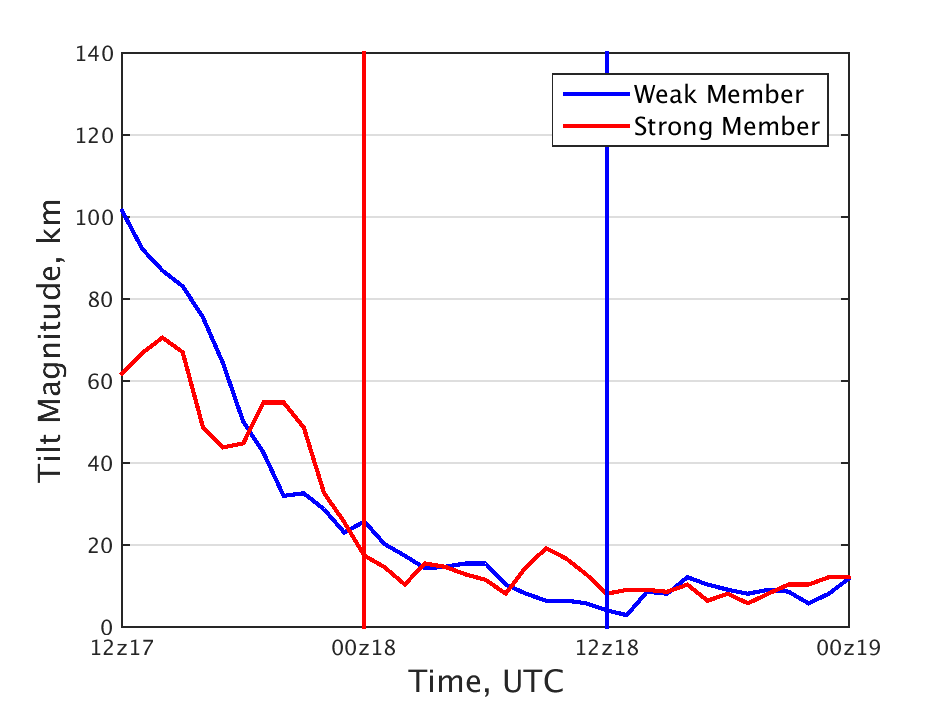 140
120
100
80
60
40
20
0
Tilt Magnitude, km
Weak Member
Strong Member
12z17
00z18
12z18
00z19
Time, UTC